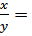 x/y =